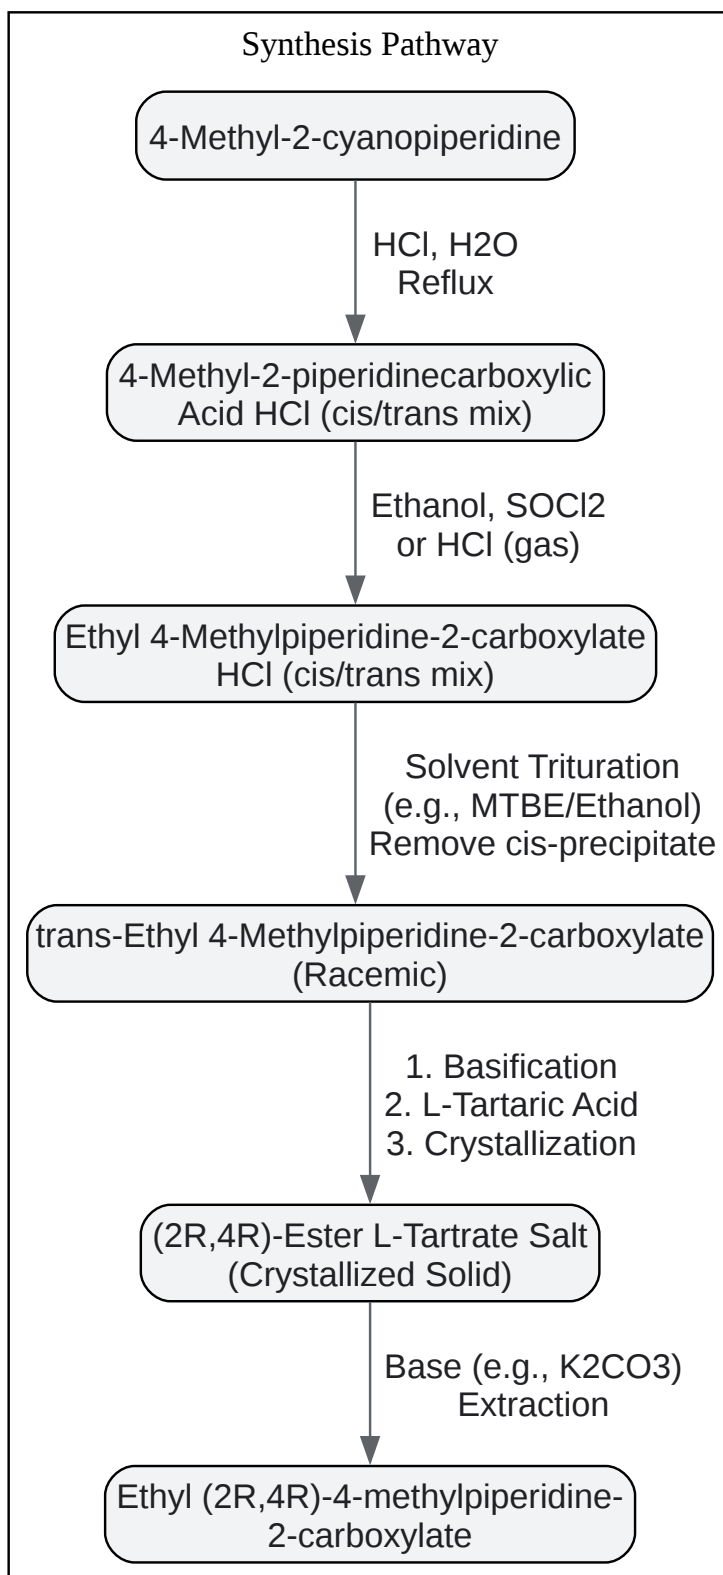 Synthesis Pathway
4-Methyl-2-cyanopiperidine
HCl, H2O
Reflux
4-Methyl-2-piperidinecarboxylic
Acid HCl (cis/trans mix)
Ethanol, SOCl2
or HCl (gas)
Ethyl 4-Methylpiperidine-2-carboxylate
HCl (cis/trans mix)
Solvent Trituration
(e.g., MTBE/Ethanol)
Remove cis-precipitate
trans-Ethyl 4-Methylpiperidine-2-carboxylate
(Racemic)
1. Basification
2. L-Tartaric Acid
3. Crystallization
(2R,4R)-Ester L-Tartrate Salt
(Crystallized Solid)
Base (e.g., K2CO3)
Extraction
Ethyl (2R,4R)-4-methylpiperidine-
2-carboxylate